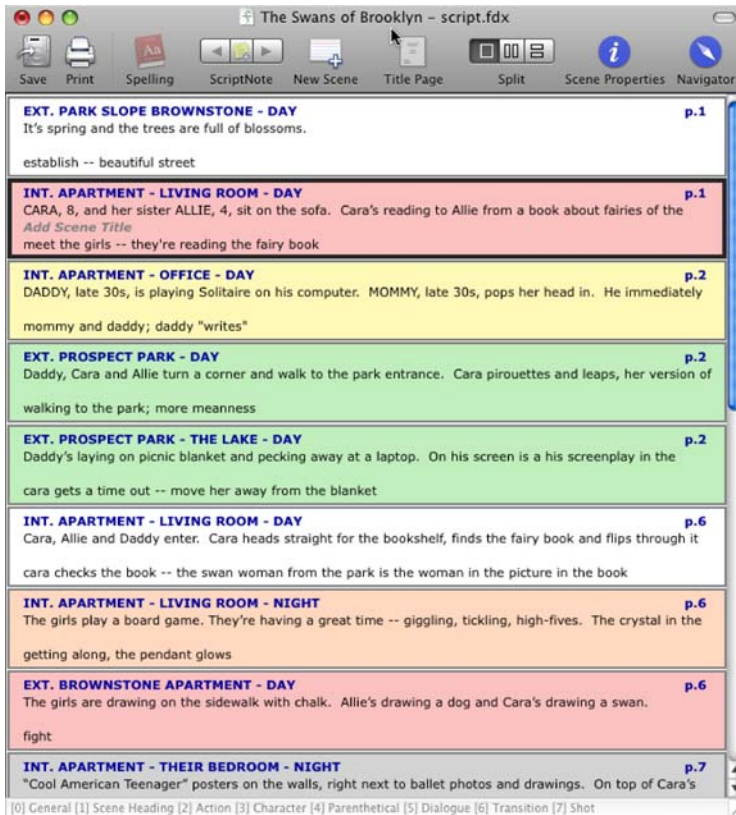 The Swans of Brooklyn - script.fdx
Save Print Spelling ScriptNote New Scene Title Page Split Scene Properties Navigator
Aa
EXT. PARK SLOPE BROWNSTONE - DAY p.1
It's spring and the trees are full of blossoms.
establish -- beautiful street
INT. APARTMENT - LIVING ROOM - DAY p.1
CARA, 8, and her sister ALLIE, 4, sit on the sofa. Cara's reading to Allie from a book about fairies of the
Add Scene Title
meet the girls -- they're reading the fairy book
INT. APARTMENT - OFFICE - DAY p.2
DADDY, late 30s, is playing Solitaire on his computer. MOMMY, late 30s, pops her head in. He immediately
mommy and daddy; daddy "writes"
EXT. PROSPECT PARK - DAY p.2
Daddy, Cara and Allie turn a corner and walk to the park entrance. Cara pirouettes and leaps, her version of
walking to the park; more meanness
EXT. PROSPECT PARK - THE LAKE - DAY p.2
Daddy's laying on picnic blanket and pecking away at a laptop. On his screen is a his screenplay in the
cara gets a time out -- move her away from the blanket
INT. APARTMENT - LIVING ROOM - DAY p.6
Cara, Allie and Daddy enter. Cara heads straight for the bookshelf, finds the fairy book and flips through it
cara checks the book -- the swan woman from the park is the woman in the picture in the book
INT. APARTMENT - LIVING ROOM - NIGHT p.6
The girls play a board game. They're having a great time -- giggling, tickling, high-fives. The crystal in the
getting along, the pendant glows
EXT. BROWNSTONE APARTMENT - DAY p.6
The girls are drawing on the sidewalk with chalk. Allie's drawing a dog and Cara's drawing a swan.
fight
INT. APARTMENT - THEIR BEDROOM - NIGHT p.7
"Cool American Teenager" posters on the walls, right next to ballet photos and drawings. On top of Cara's
[0] General [1] Scene Heading [2] Action [3] Character [4] Parenthetical [5] Dialogue [6] Transition [7] Shot